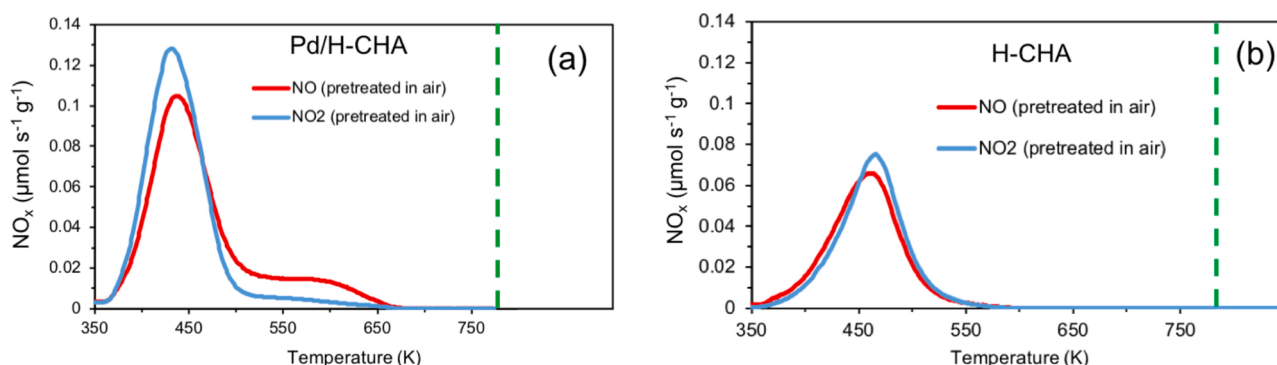 0.14
0.12
0.1
0.08
0.06
0.04
0.02
0
NOx (μmol s⁻¹ g⁻¹)
Pd/H-CHA
(a)
NO (pretreated in air)
NO2 (pretreated in air)
350
450
550
650
750
Temperature (K)
0.14
0.12
0.1
0.08
0.06
0.04
0.02
0
NOx (μmol s⁻¹ g⁻¹)
H-CHA
(b)
NO (pretreated in air)
NO2 (pretreated in air)
350
450
550
650
750
Temperature (K)